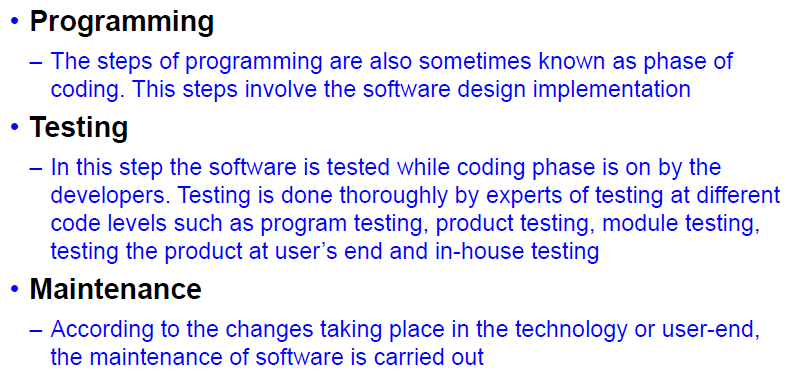 • Programming
– The steps of programming are also sometimes known as phase of
coding. This steps involve the software design implementation
• Testing
– In this step the software is tested while coding phase is on by the
developers. Testing is done thoroughly by experts of testing at different
code levels such as program testing, product testing, module testing,
testing the product at user’s end and in-house testing
• Maintenance
– According to the changes taking place in the technology or user-end,
the maintenance of software is carried out